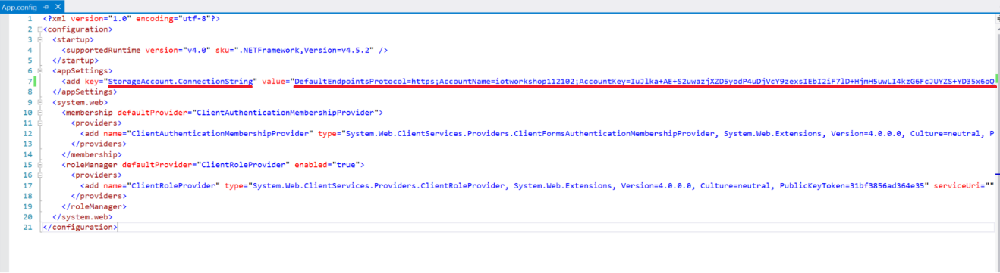 App.config
1 <?xml version="1.0" encoding="utf-8"?>
2 <configuration>
3 <startup>
4 <supportedRuntime version="v4.0" sku=".NETFramework,Version=v4.5.2" />
5 </startup>
6 <appSettings>
7 <add key="StorageAccount.ConnectionString" value="DefaultEndpointsProtocol=https;AccountName=iotworkshop112102;AccountKey=IuJlka+AE+S2uwazjXZD5yodP4uDjVcY9zexsIEbI2iF7lD+HjmH5uwLI4kzG6FcJUYZS+YD35x6oQ
8 </appSettings>
9 <system.web>
10 <membership defaultProvider="ClientAuthenticationMembershipProvider">
11 <providers>
12 <add name="ClientAuthenticationMembershipProvider" type="System.Web.ClientServices.Providers.ClientFormsAuthenticationMembershipProvider, System.Web.Extensions, Version=4.0.0.0, Culture=neutral, P
13 </providers>
14 </membership>
15 <roleManager defaultProvider="ClientRoleProvider" enabled="true">
16 <providers>
17 <add name="ClientRoleProvider" type="System.Web.ClientServices.Providers.ClientRoleProvider, System.Web.Extensions, Version=4.0.0.0, Culture=neutral, PublicKeyToken=31bf3856ad364e35" serviceUri=""
18 </providers>
19 </roleManager>
20 </system.web>
21 </configuration>